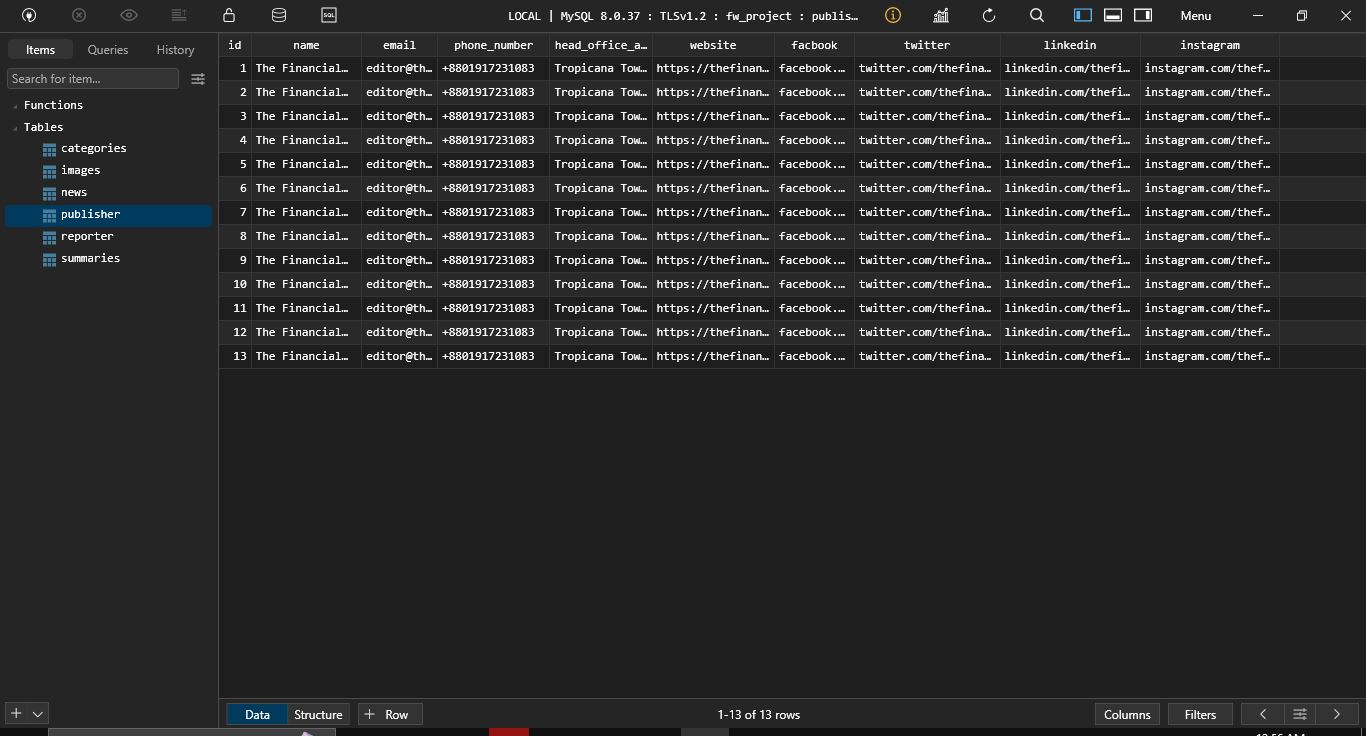 SQL LOCAL | MySQL 8.0.37 : TLSv1.2 : fw_project : publis… Menu
Items Queries History
Search for item...
Functions
Tables
categories
images
news
publisher
reporter
summaries
id name email phone_number head_office_a… website facbook twitter linkedin instagram
1 The Financial… editor@th… +8801917231083 Tropicana Tow… https://thefinan… facebook.… twitter.com/thefina… linkedin.com/thefi… instagram.com/thef…
2 The Financial… editor@th… +8801917231083 Tropicana Tow… https://thefinan… facebook.… twitter.com/thefina… linkedin.com/thefi… instagram.com/thef…
3 The Financial… editor@th… +8801917231083 Tropicana Tow… https://thefinan… facebook.… twitter.com/thefina… linkedin.com/thefi… instagram.com/thef…
4 The Financial… editor@th… +8801917231083 Tropicana Tow… https://thefinan… facebook.… twitter.com/thefina… linkedin.com/thefi… instagram.com/thef…
5 The Financial… editor@th… +8801917231083 Tropicana Tow… https://thefinan… facebook.… twitter.com/thefina… linkedin.com/thefi… instagram.com/thef…
6 The Financial… editor@th… +8801917231083 Tropicana Tow… https://thefinan… facebook.… twitter.com/thefina… linkedin.com/thefi… instagram.com/thef…
7 The Financial… editor@th… +8801917231083 Tropicana Tow… https://thefinan… facebook.… twitter.com/thefina… linkedin.com/thefi… instagram.com/thef…
8 The Financial… editor@th… +8801917231083 Tropicana Tow… https://thefinan… facebook.… twitter.com/thefina… linkedin.com/thefi… instagram.com/thef…
9 The Financial… editor@th… +8801917231083 Tropicana Tow… https://thefinan… facebook.… twitter.com/thefina… linkedin.com/thefi… instagram.com/thef…
10 The Financial… editor@th… +8801917231083 Tropicana Tow… https://thefinan… facebook.… twitter.com/thefina… linkedin.com/thefi… instagram.com/thef…
11 The Financial… editor@th… +8801917231083 Tropicana Tow… https://thefinan… facebook.… twitter.com/thefina… linkedin.com/thefi… instagram.com/thef…
12 The Financial… editor@th… +8801917231083 Tropicana Tow… https://thefinan… facebook.… twitter.com/thefina… linkedin.com/thefi… instagram.com/thef…
13 The Financial… editor@th… +8801917231083 Tropicana Tow… https://thefinan… facebook.… twitter.com/thefina… linkedin.com/thefi… instagram.com/thef…
Data Structure + Row 1-13 of 13 rows Columns Filters